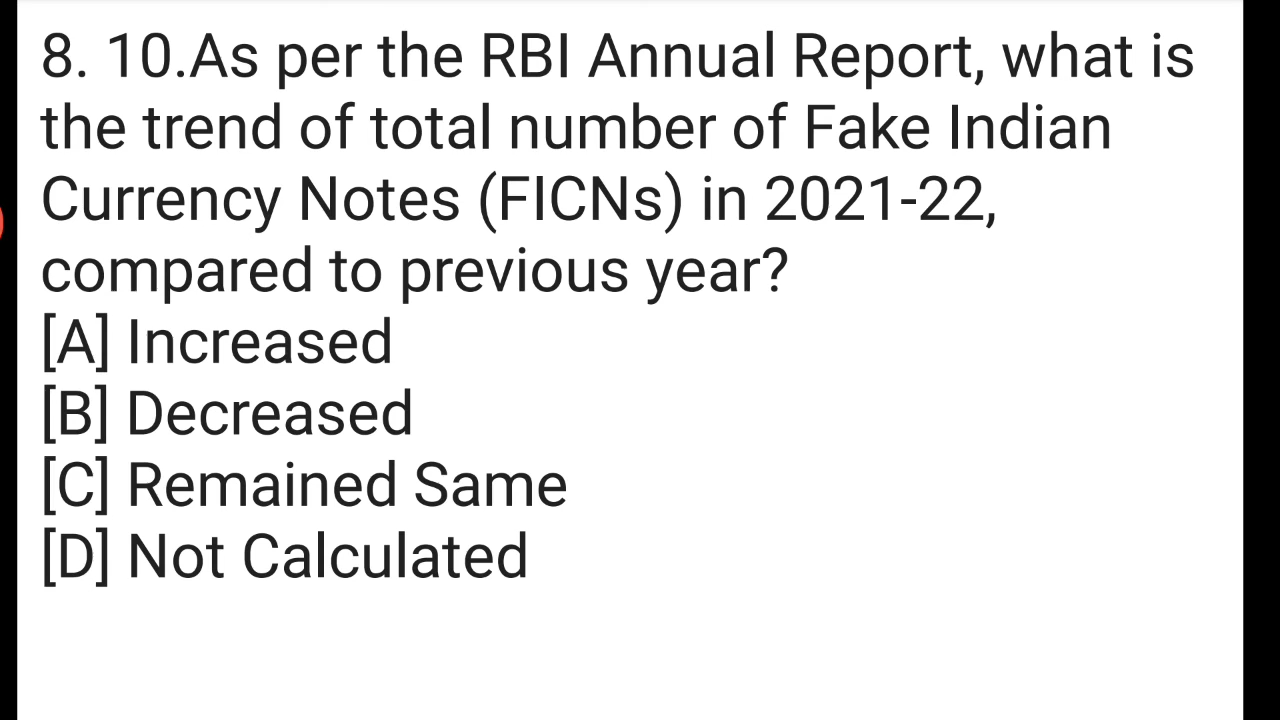 8. 10.As per the RBI Annual Report, what is
the trend of total number of Fake Indian
Currency Notes (FICNs) in 2021-22,
compared to previous year?
[A] Increased
[B] Decreased
[C] Remained Same
[D] Not Calculated